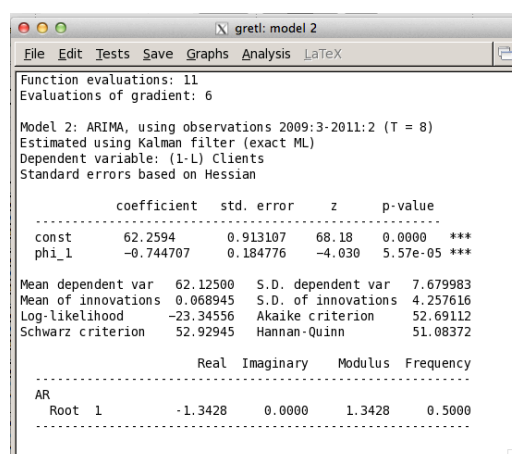 gretl: model 2
File Edit Tests Save Graphs Analysis LaTeX
Function evaluations: 11
Evaluations of gradient: 6
Model 2: ARIMA, using observations 2009:3-2011:2 (T = 8)
Estimated using Kalman filter (exact ML)
Dependent variable: (1-L) Clients
Standard errors based on Hessian
coefficient std. error z p-value
const 62.2594 0.913107 68.18 0.0000 ***
phi_1 −0.744707 0.184776 −4.030 5.57e-05 ***
Mean dependent var 62.12500 S.D. dependent var 7.679983
Mean of innovations 0.068945 S.D. of innovations 4.257616
Log-likelihood −23.34556 Akaike criterion 52.69112
Schwarz criterion 52.92945 Hannan-Quinn 51.08372
Real Imaginary Modulus Frequency
AR
Root 1 -1.3428 0.0000 1.3428 0.5000